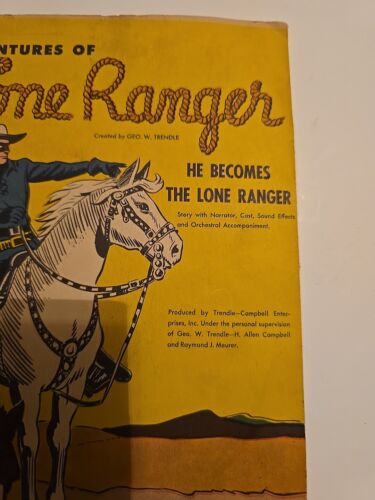 NTURES OF
one Ranger
Created by GEO. W. TRENDLE
HE BECOMES
THE LONE RANGER
Story with Narrator, Cast, Sound Effects
and Orchestral Accompaniment.
Produced by Trendle—Campbell Enter-
prises, Inc. Under the personal supervision
of Geo. W. Trendle—H. Allen Campbell
and Raymond J. Meurer.